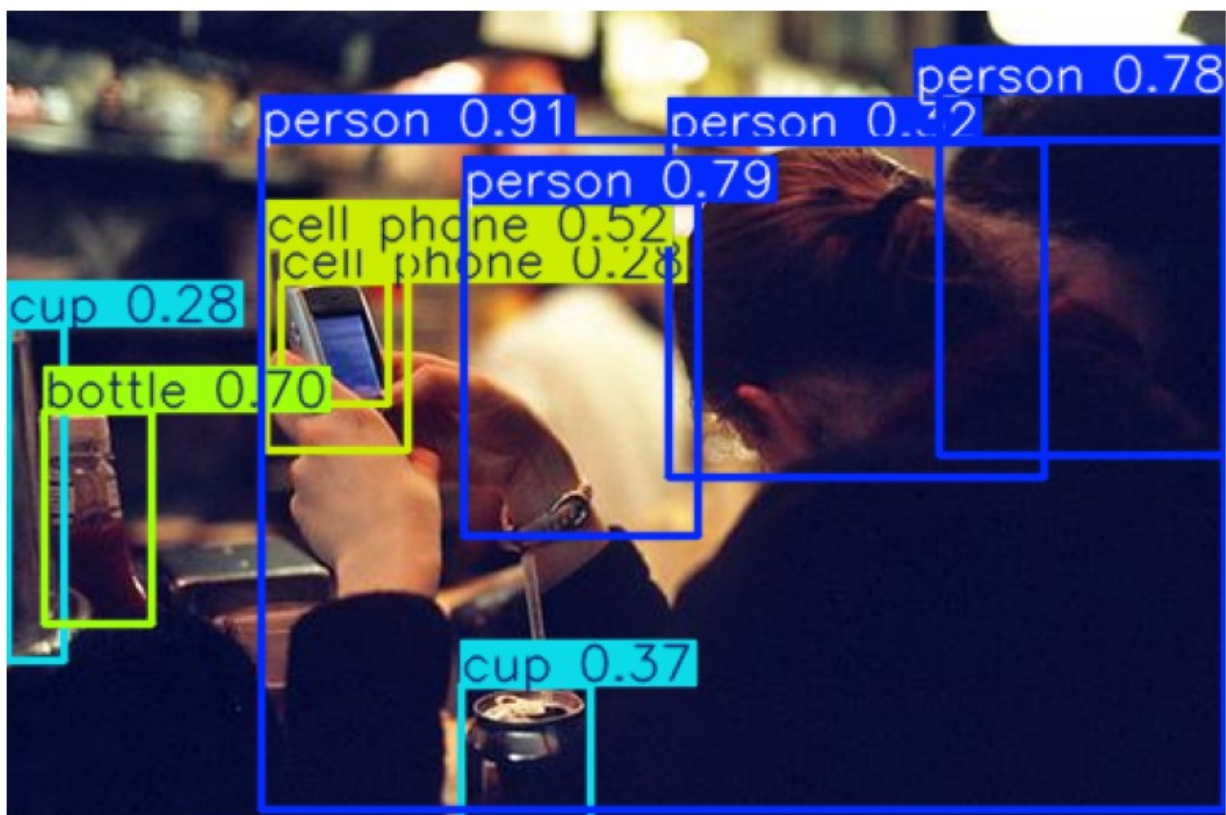 person 0.78
person 0.91
person 0.32
person 0.79
cell phone 0.52
cell phone 0.28
cup 0.28
bottle 0.70
cup 0.37